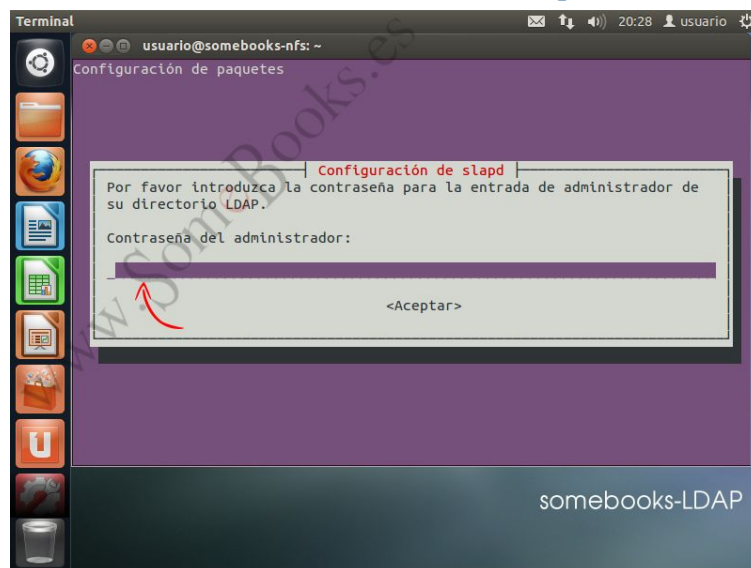 Terminal
20:28 usuario
usuario@somebooks-nfs: ~
Configuración de paquetes
Configuración de slapd
Por favor introduzca la contraseña para la entrada de administrador de
su directorio LDAP.
Contraseña del administrador:
<Aceptar>
www.SomeBooks.es
somebooks-LDAP